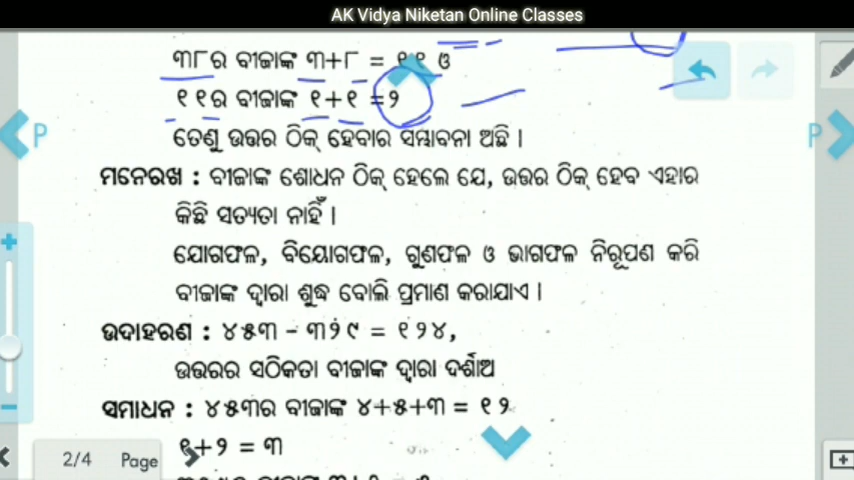 AK Vidya Niketan Online Classes
୩୮ର ବୀଜାଙ୍କ ୩+୮ = ୧୧ ଓ
୧୧ର ବୀଜାଙ୍କ ୧+୧ = ୨
ତେଣୁ ଉତ୍ତର ଠିକ୍ ହେବାର ସମ୍ଭାବନା ଅଛି ।
ମନେରଖ : ବୀଜାଙ୍କ ଶୋଧନ ଠିକ୍ ହେଲେ ଯେ, ଉତ୍ତର ଠିକ୍ ହେବ ଏହାର
କିଛି ସତ୍ୟତା ନାହିଁ ।
ଯୋଗଫଳ, ବିୟୋଗଫଳ, ଗୁଣଫଳ ଓ ଭାଗଫଳ ନିରୂପଣ କରି
ବୀଜାଙ୍କ ଦ୍ୱାରା ଶୁଦ୍ଧ ବୋଲି ପ୍ରମାଣ କରାଯାଏ ।
ଉଦାହରଣ : ୪୫୩ - ୩୨୯ = ୧୨୪,
ଉତ୍ତରର ସଠିକତା ବୀଜାଙ୍କ ଦ୍ୱାରା ଦର୍ଶାଅ
ସମାଧାନ : ୪୫୩ର ବୀଜାଙ୍କ ୪+୫+୩ = ୧୨
୧+୨ = ୩
P
P
2/4 Page